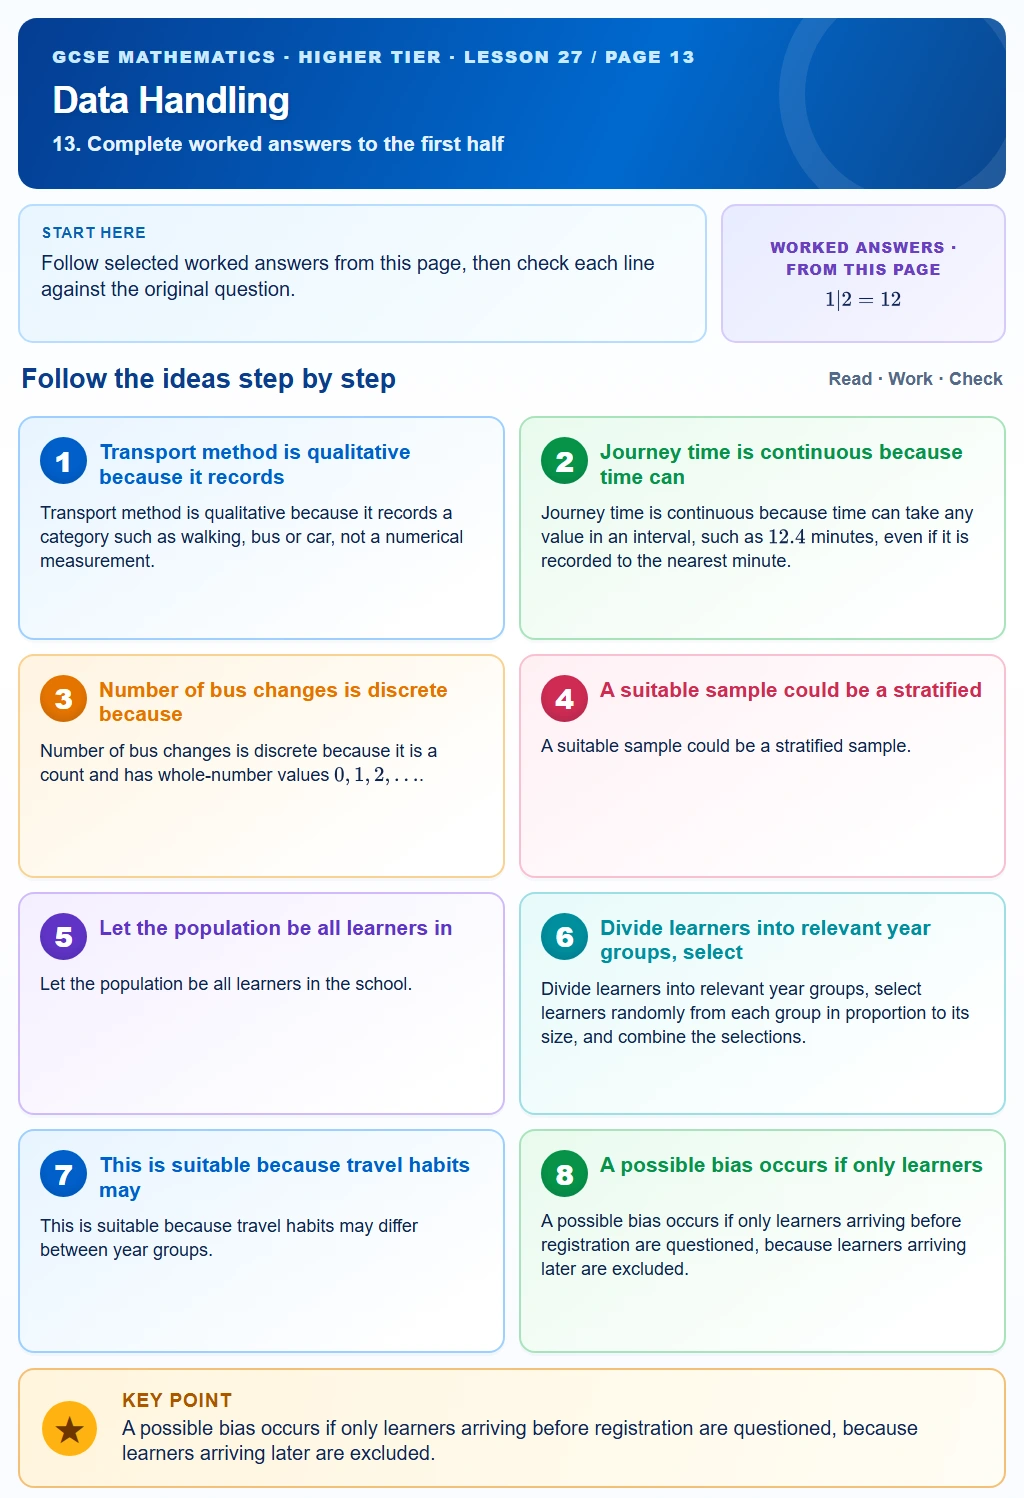 GCSE MATHEMATICS · HIGHER TIER · LESSON 27 / PAGE 13
Data Handling
13. Complete worked answers to the first half
START HERE
Follow selected worked answers from this page, then check each line
against the original question.
WORKED ANSWERS ·
FROM THIS PAGE
1|2 = 12
Follow the ideas step by step
Read · Work · Check
1
Transport method is qualitative
because it records
Transport method is qualitative because it records a
category such as walking, bus or car, not a numerical
measurement.
2
Journey time is continuous because
time can
Journey time is continuous because time can take any
value in an interval, such as 12.4 minutes, even if it is
recorded to the nearest minute.
3
Number of bus changes is discrete
because
Number of bus changes is discrete because it is a
count and has whole-number values 0, 1, 2, . . ..
4
A suitable sample could be a stratified
A suitable sample could be a stratified sample.
5
Let the population be all learners in
Let the population be all learners in the school.
6
Divide learners into relevant year
groups, select
Divide learners into relevant year groups, select
learners randomly from each group in proportion to its
size, and combine the selections.
7
This is suitable because travel habits
may
This is suitable because travel habits may differ
between year groups.
8
A possible bias occurs if only learners
A possible bias occurs if only learners arriving before
registration are questioned, because learners arriving
later are excluded.
KEY POINT
A possible bias occurs if only learners arriving before registration are questioned, because
learners arriving later are excluded.